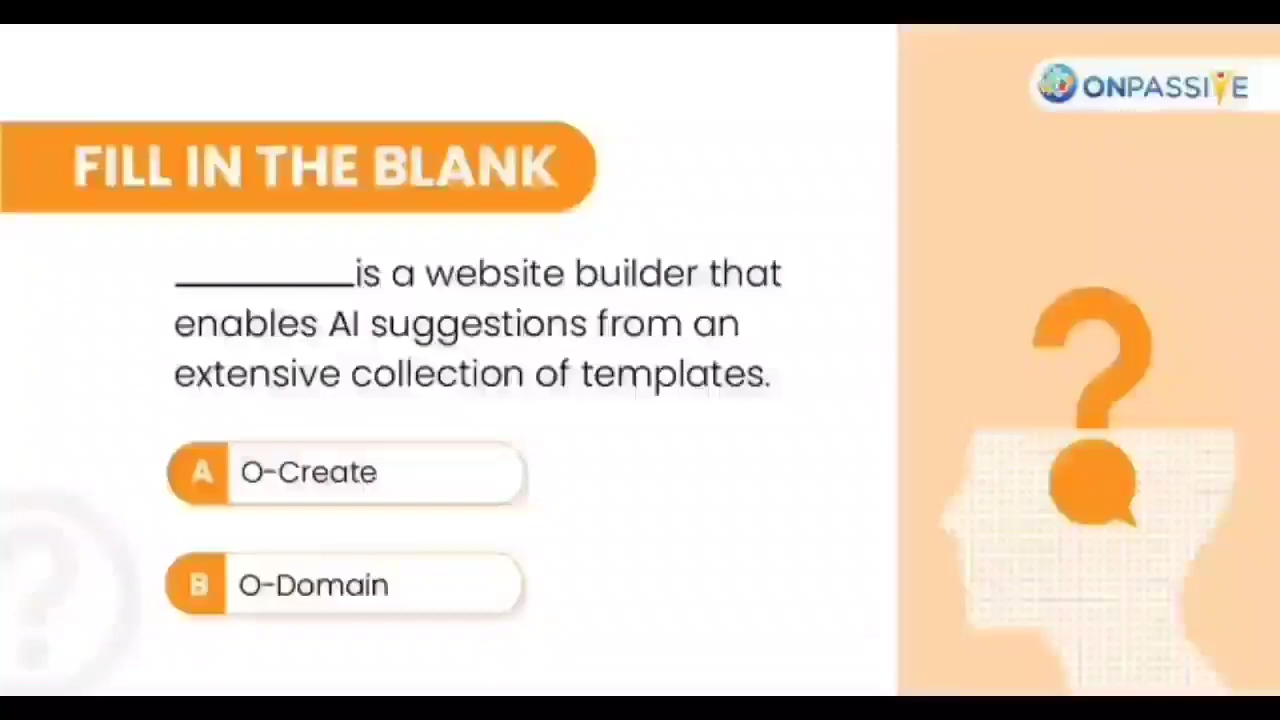 ONPASSIVE
FILL IN THE BLANK
_________is a website builder that
enables AI suggestions from an
extensive collection of templates.
A O-Create
B O-Domain